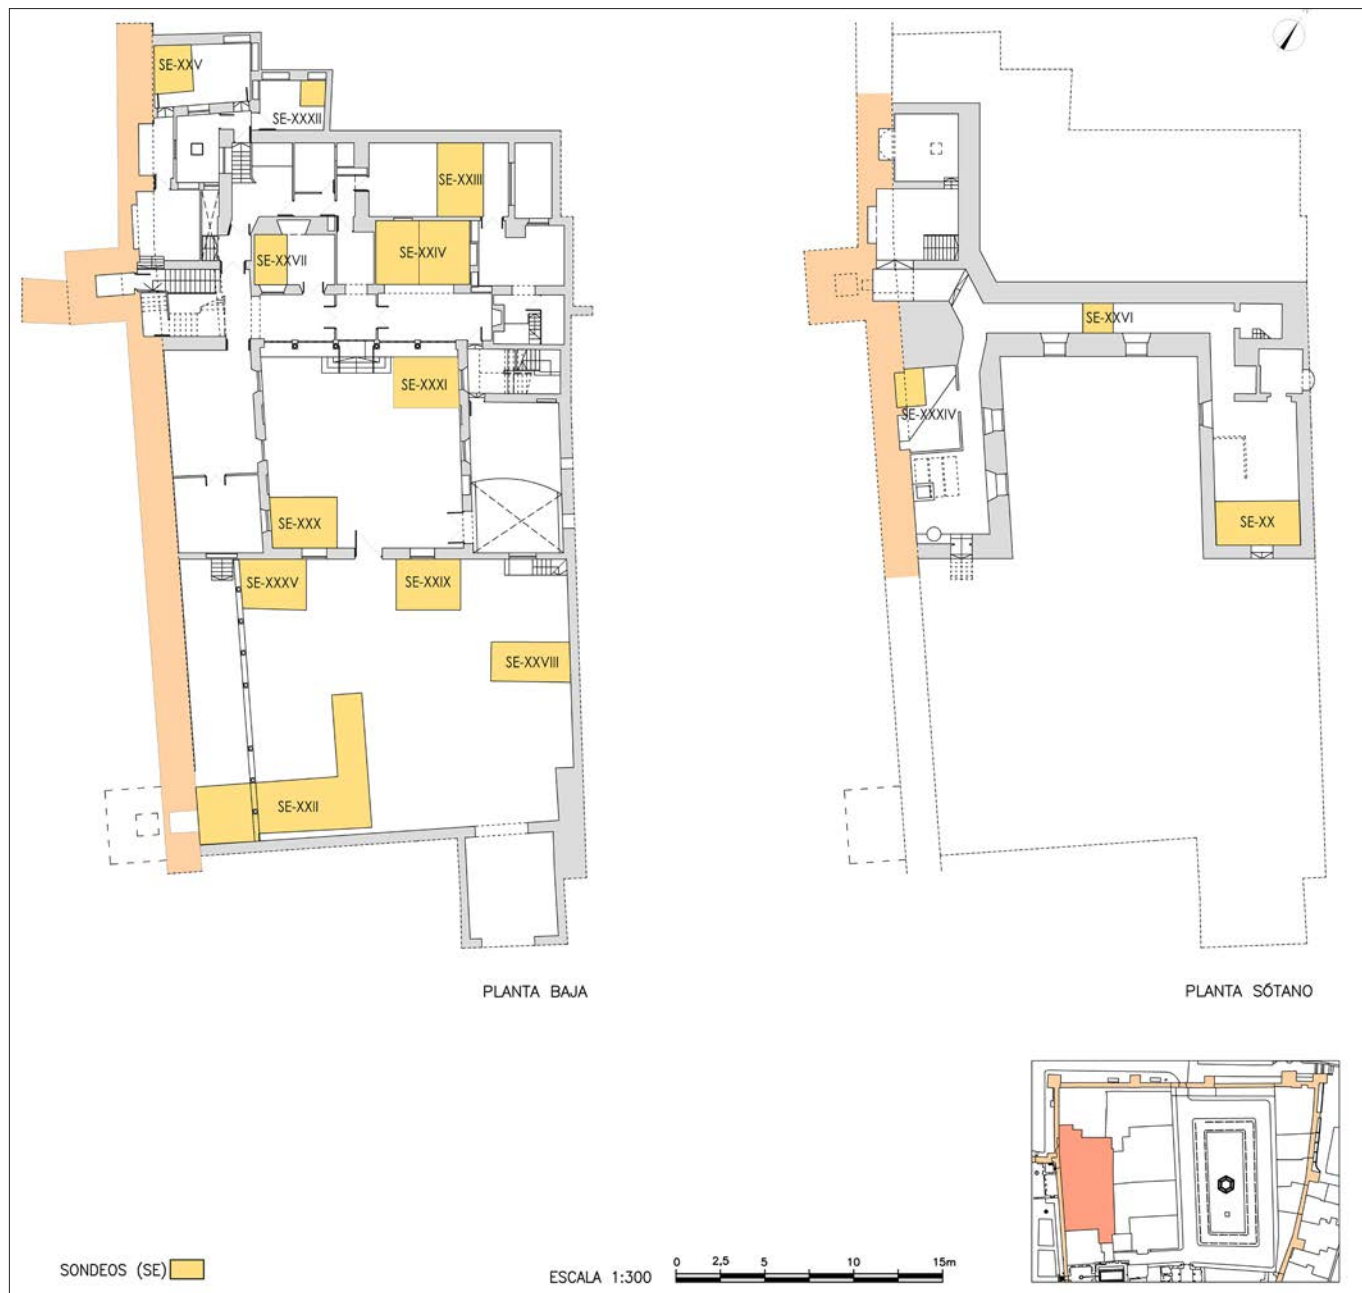 SE-XXV
SE-XXXII
SE-XXIII
SE-XXIV
SE-XXVII
SE-XXXI
SE-XXX
SE-XXXV
SE-XXIX
SE-XXVIII
SE-XXII
PLANTA BAJA
SE-XXVI
SE-XXXIV
SE-XX
PLANTA SÓTANO
SONDEOS (SE)
ESCALA 1:300
0 2,5 5 10 15m